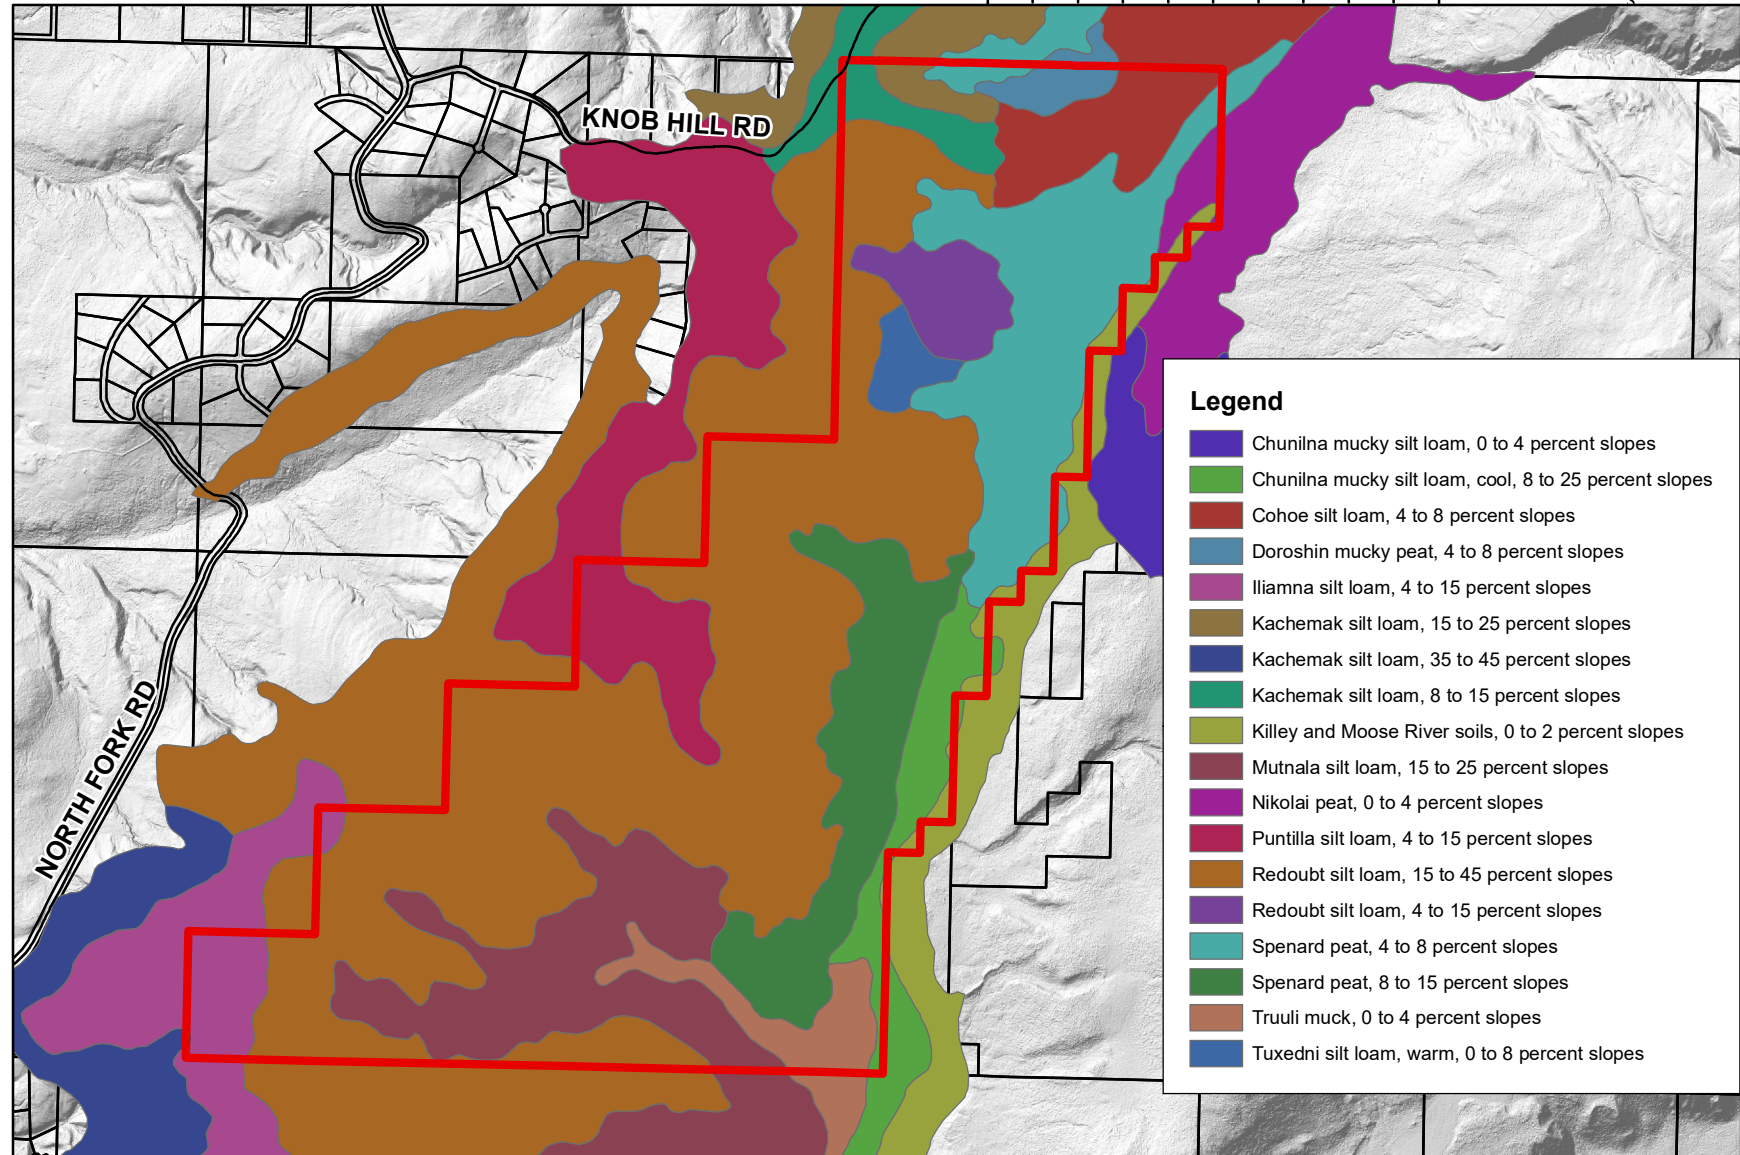 KNOB HILL RD
NORTH FORK RD
Legend
Chunilna mucky silt loam, 0 to 4 percent slopes
Chunilna mucky silt loam, cool, 8 to 25 percent slopes
Cohoe silt loam, 4 to 8 percent slopes
Doroshin mucky peat, 4 to 8 percent slopes
Iliamna silt loam, 4 to 15 percent slopes
Kachemak silt loam, 15 to 25 percent slopes
Kachemak silt loam, 35 to 45 percent slopes
Kachemak silt loam, 8 to 15 percent slopes
Killey and Moose River soils, 0 to 2 percent slopes
Mutnala silt loam, 15 to 25 percent slopes
Nikolai peat, 0 to 4 percent slopes
Puntilla silt loam, 4 to 15 percent slopes
Redoubt silt loam, 15 to 45 percent slopes
Redoubt silt loam, 4 to 15 percent slopes
Spenard peat, 4 to 8 percent slopes
Spenard peat, 8 to 15 percent slopes
Truuli muck, 0 to 4 percent slopes
Tuxedni silt loam, warm, 0 to 8 percent slopes